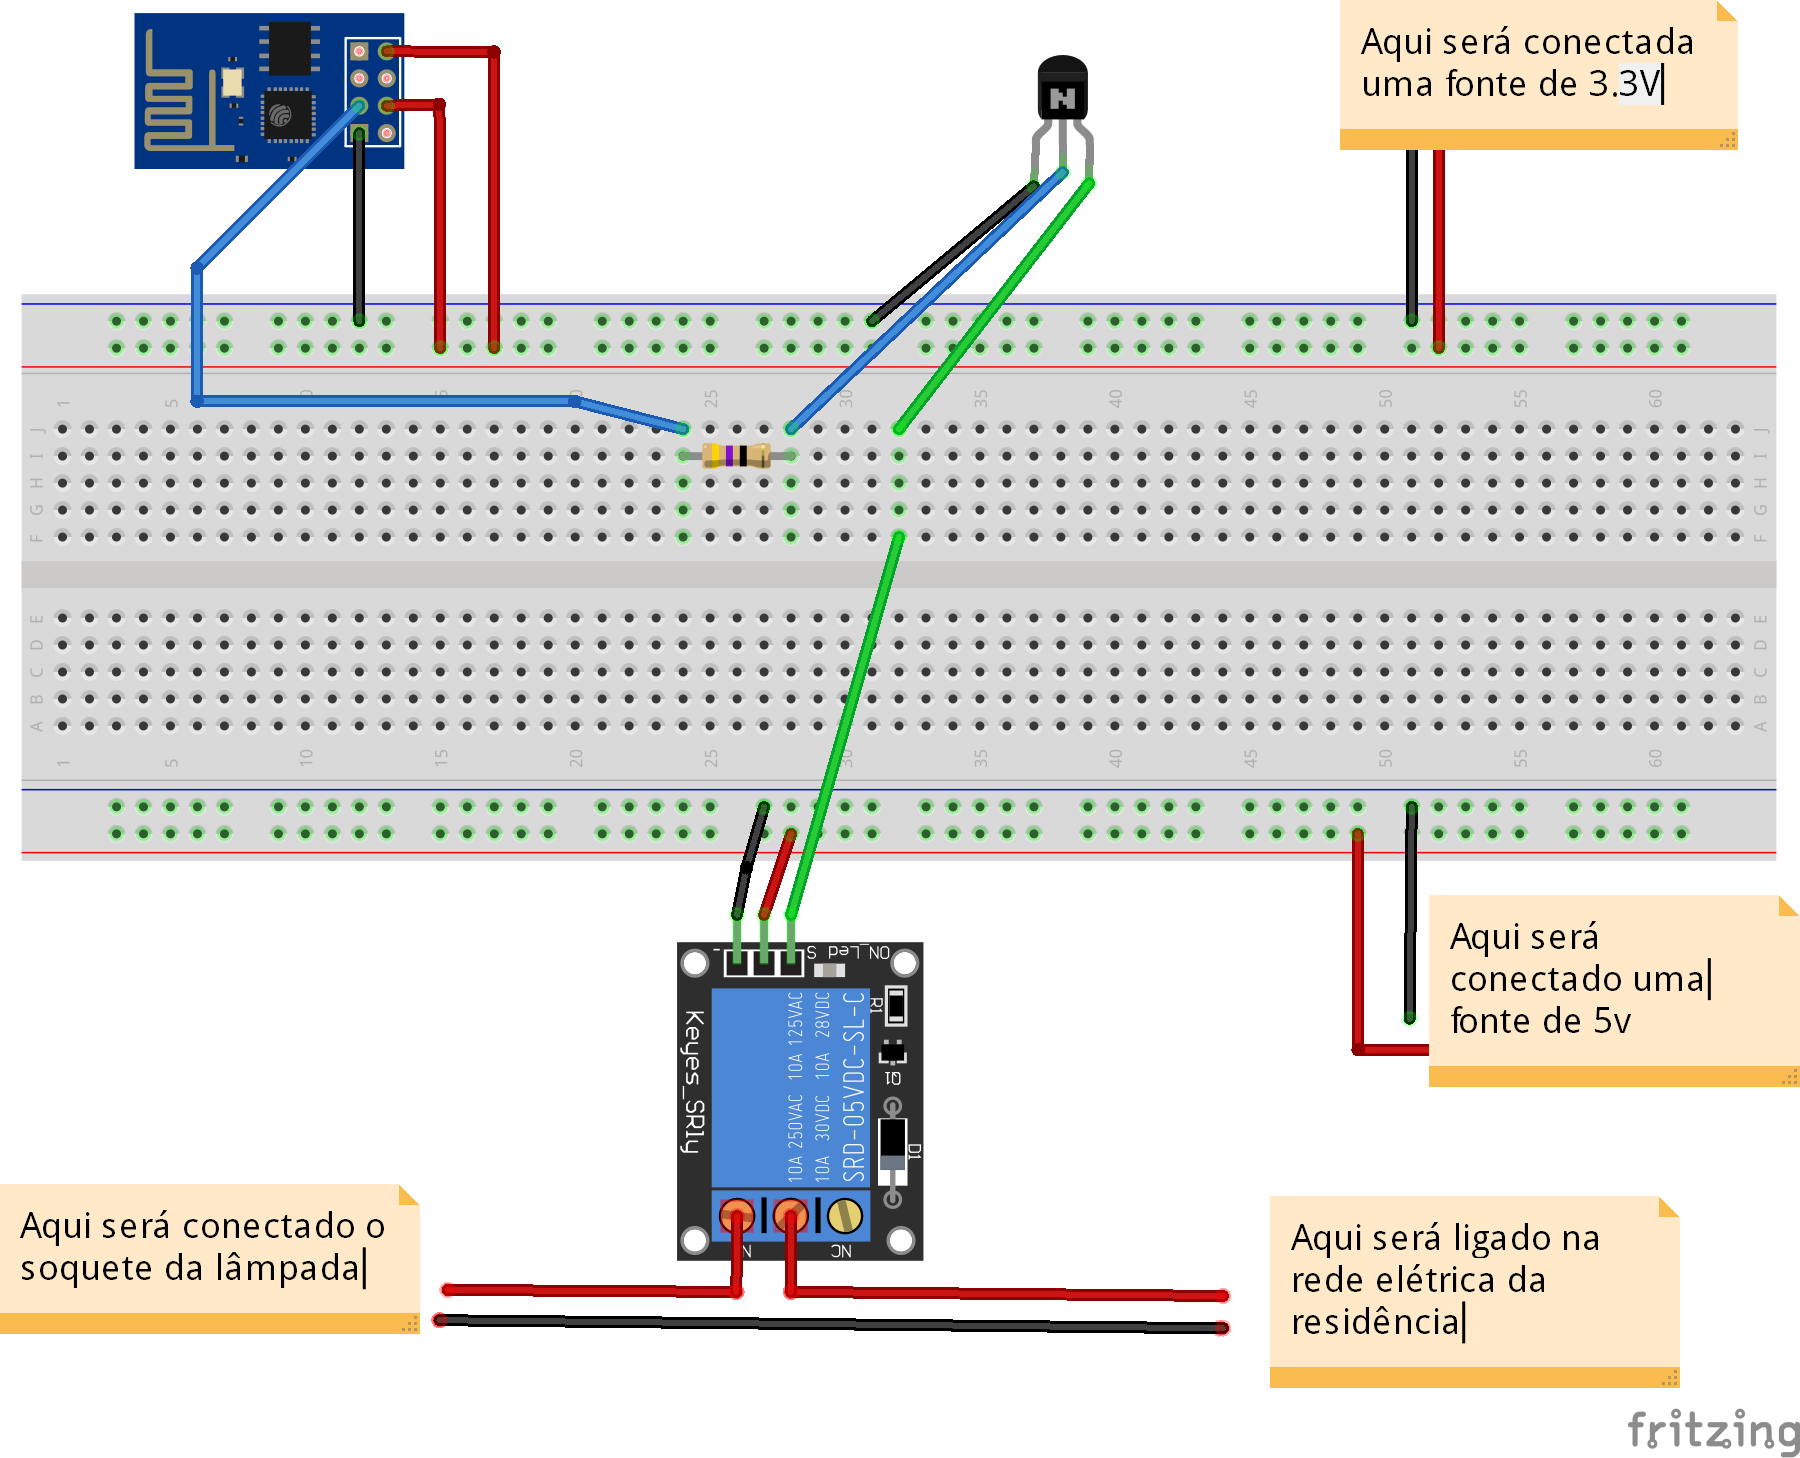 Aqui será conectada
uma fonte de 3.3V
N
1 5 10 15 20 25 30 35 40 45 50 55 60
J J
I I
H H
G G
F F
E E
D D
C C
B B
A A
1 5 10 15 20 25 30 35 40 45 50 55 60
Aqui será
conectado uma
fonte de 5v
- S ON_Led
Keyes_SRly
10A 250VAC 10A 125VAC
10A 30VDC 10A 28VDC
SRD-05VDC-SL-C
R1
Q1
D1
N
NC
Aqui será conectado o
soquete da lâmpada
Aqui será ligado na
rede elétrica da
residência
fritzing